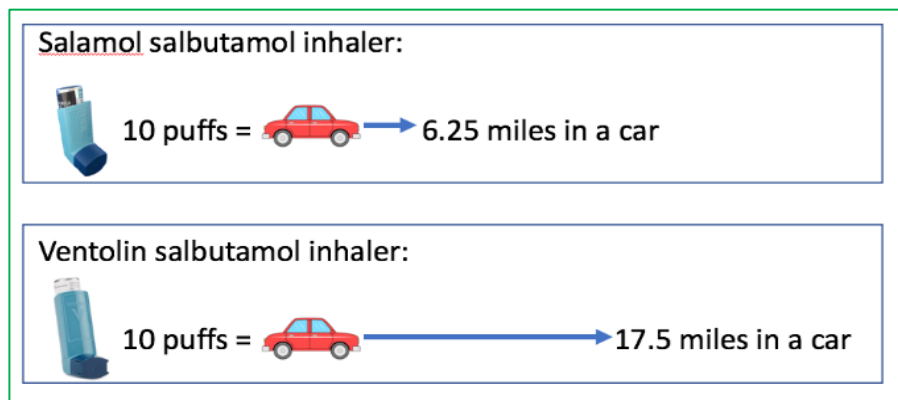 Salamol salbutamol inhaler:
10 puffs = 6.25 miles in a car
Ventolin salbutamol inhaler:
10 puffs = 17.5 miles in a car